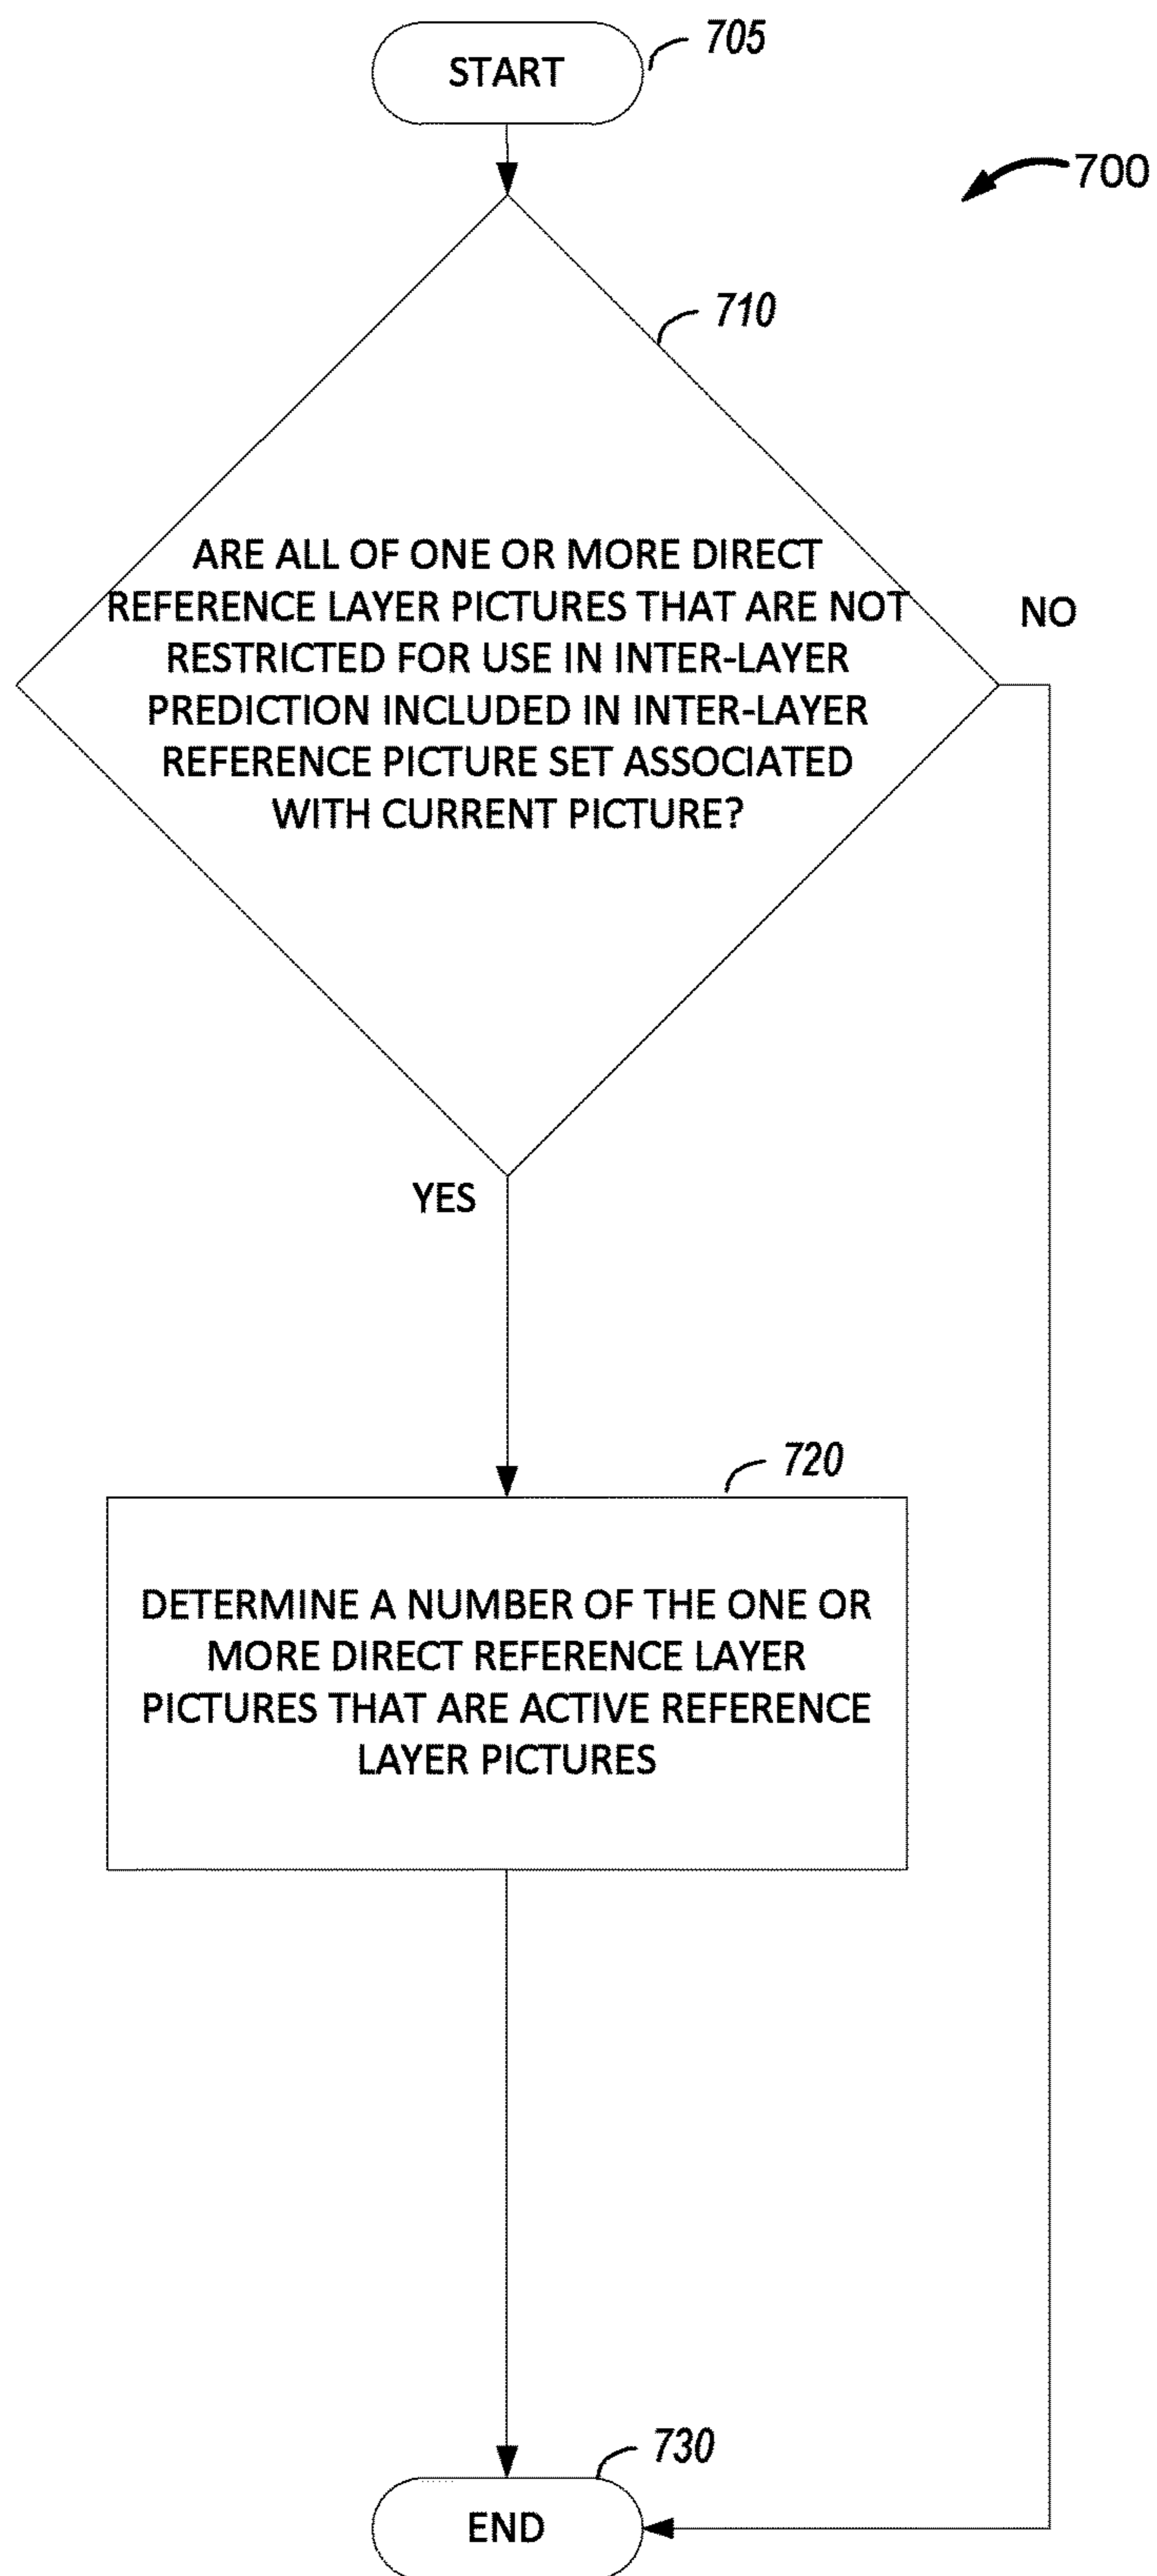 START
705
700
710
ARE ALL OF ONE OR MORE DIRECT
REFERENCE LAYER PICTURES THAT ARE NOT
RESTRICTED FOR USE IN INTER-LAYER
PREDICTION INCLUDED IN INTER-LAYER
REFERENCE PICTURE SET ASSOCIATED
WITH CURRENT PICTURE?
NO
YES
720
DETERMINE A NUMBER OF THE ONE OR
MORE DIRECT REFERENCE LAYER
PICTURES THAT ARE ACTIVE REFERENCE
LAYER PICTURES
730
END